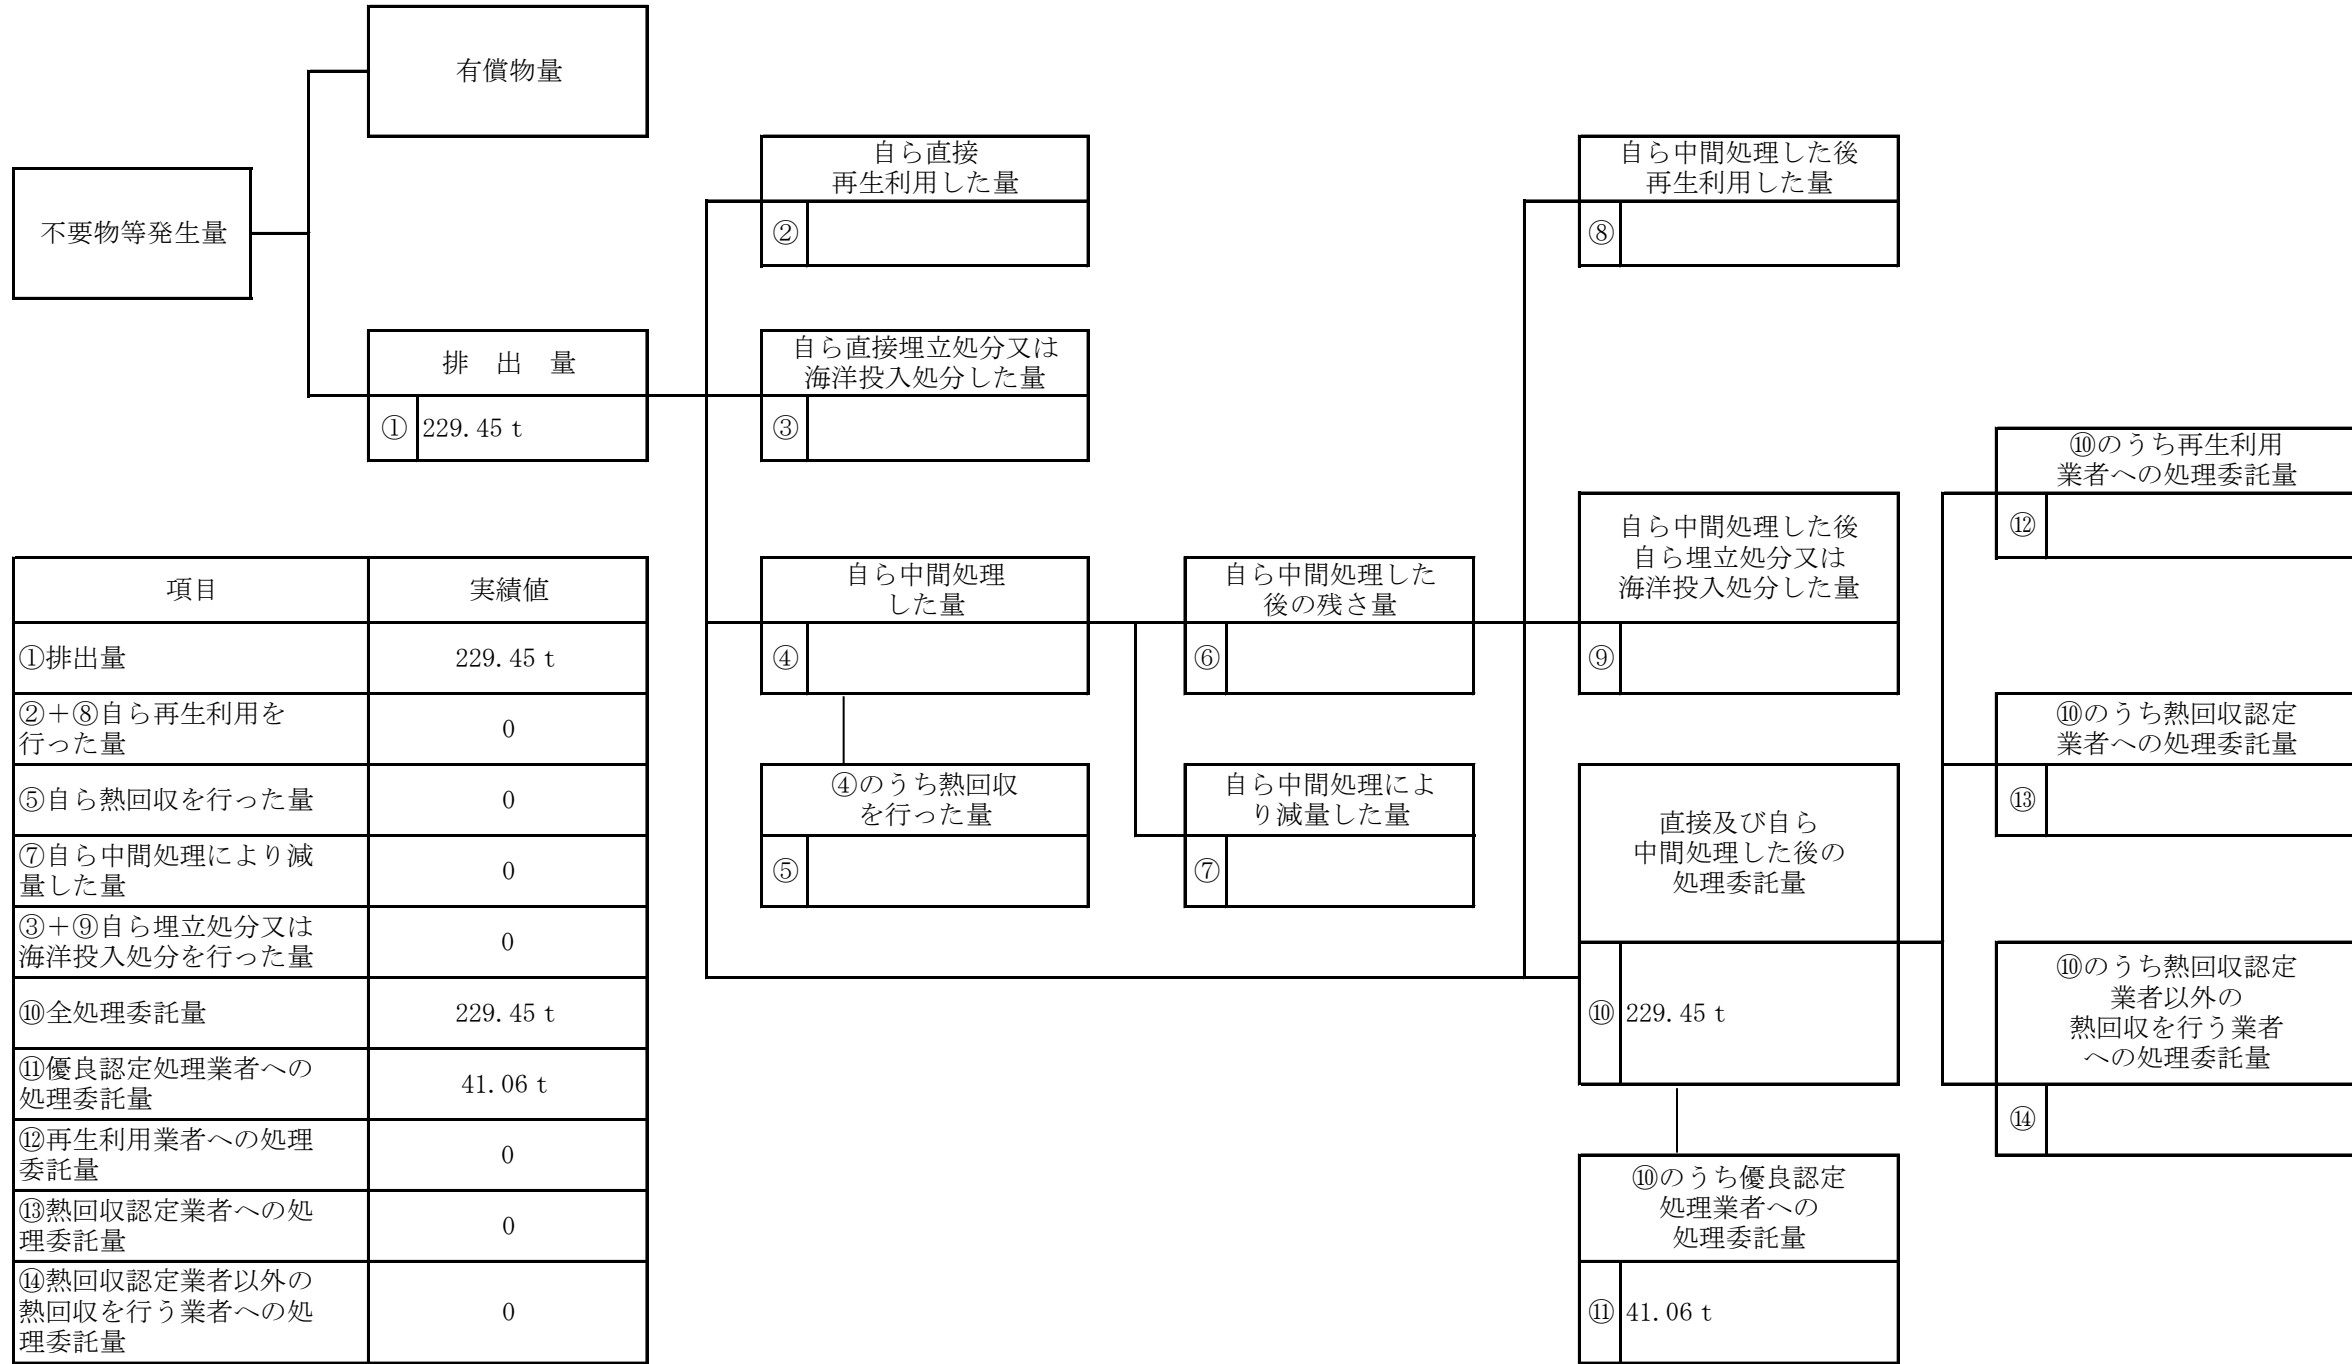 有償物量
不要物等発生量
排　出　量
① 229.45 t
自ら直接
再生利用した量
②
自ら直接埋立処分又は
海洋投入処分した量
③
自ら中間処理
した量
④
④のうち熱回収
を行った量
⑤
自ら中間処理した
後の残さ量
⑥
自ら中間処理によ
り減量した量
⑦
自ら中間処理した後
再生利用した量
⑧
自ら中間処理した後
自ら埋立処分又は
海洋投入処分した量
⑨
直接及び自ら
中間処理した後の
処理委託量
⑩ 229.45 t
⑩のうち優良認定
処理業者への
処理委託量
⑪ 41.06 t
⑩のうち再生利用
業者への処理委託量
⑫
⑩のうち熱回収認定
業者への処理委託量
⑬
⑩のうち熱回収認定
業者以外の
熱回収を行う業者
への処理委託量
⑭
項目 実績値
①排出量 229.45 t
②＋⑧自ら再生利用を
行った量 0
⑤自ら熱回収を行った量 0
⑦自ら中間処理により減
量した量 0
③＋⑨自ら埋立処分又は
海洋投入処分を行った量 0
⑩全処理委託量 229.45 t
⑪優良認定処理業者への
処理委託量 41.06 t
⑫再生利用業者への処理
委託量 0
⑬熱回収認定業者への処
理委託量 0
⑭熱回収認定業者以外の
熱回収を行う業者への処
理委託量 0